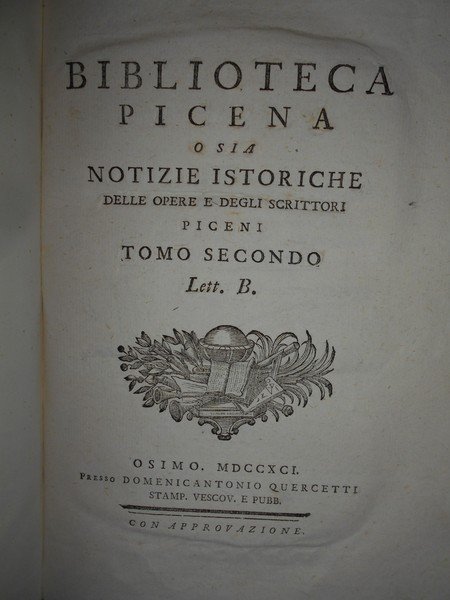 BIBLIOTECA
PICENA
O SIA
NOTIZIE ISTORICHE
DELLE OPERE E DEGLI SCRITTORI
PICENI
TOMO SECONDO
Lett. B.
OSIMO. MDCCXCI.
PRESSO DOMENICANTONIO QUERCETTI
STAMP. VESCOV. E PUBB.
CON APPROVAZIONE.